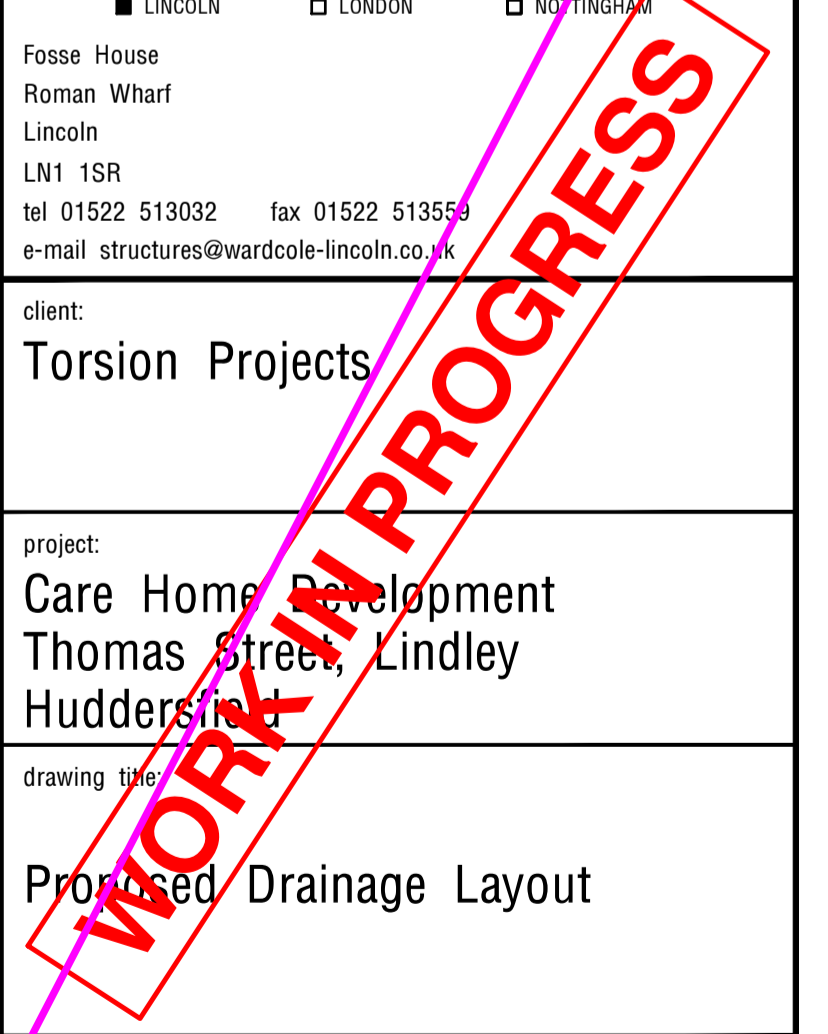 LINCOLN LONDON NOTTINGHAM
Fosse House
Roman Wharf
Lincoln
LN1 1SR
tel 01522 513032 fax 01522 513559
e-mail structures@wardcole-lincoln.co.uk
client:
Torsion Projects
project:
Care Home Development
Thomas Street, Lindley
Huddersfield
drawing title:
Proposed Drainage Layout
WORK IN PROGRESS